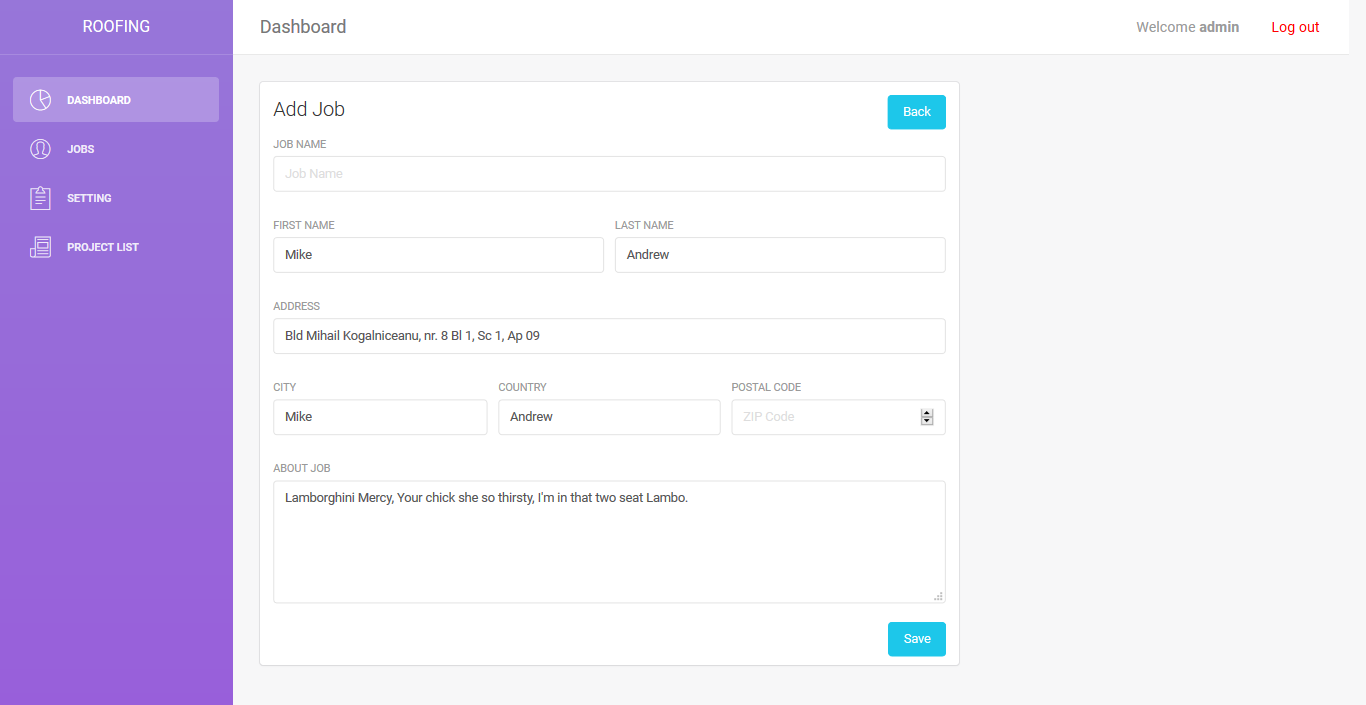 ROOFING
Dashboard
Welcome admin
Log out
DASHBOARD
JOBS
SETTING
PROJECT LIST
Add Job
Back
JOB NAME
Job Name
FIRST NAME
LAST NAME
Mike
Andrew
ADDRESS
Bld Mihail Kogalniceanu, nr. 8 Bl 1, Sc 1, Ap 09
CITY
COUNTRY
POSTAL CODE
Mike
Andrew
ZIP Code
ABOUT JOB
Lamborghini Mercy, Your chick she so thirsty, I'm in that two seat Lambo.
Save